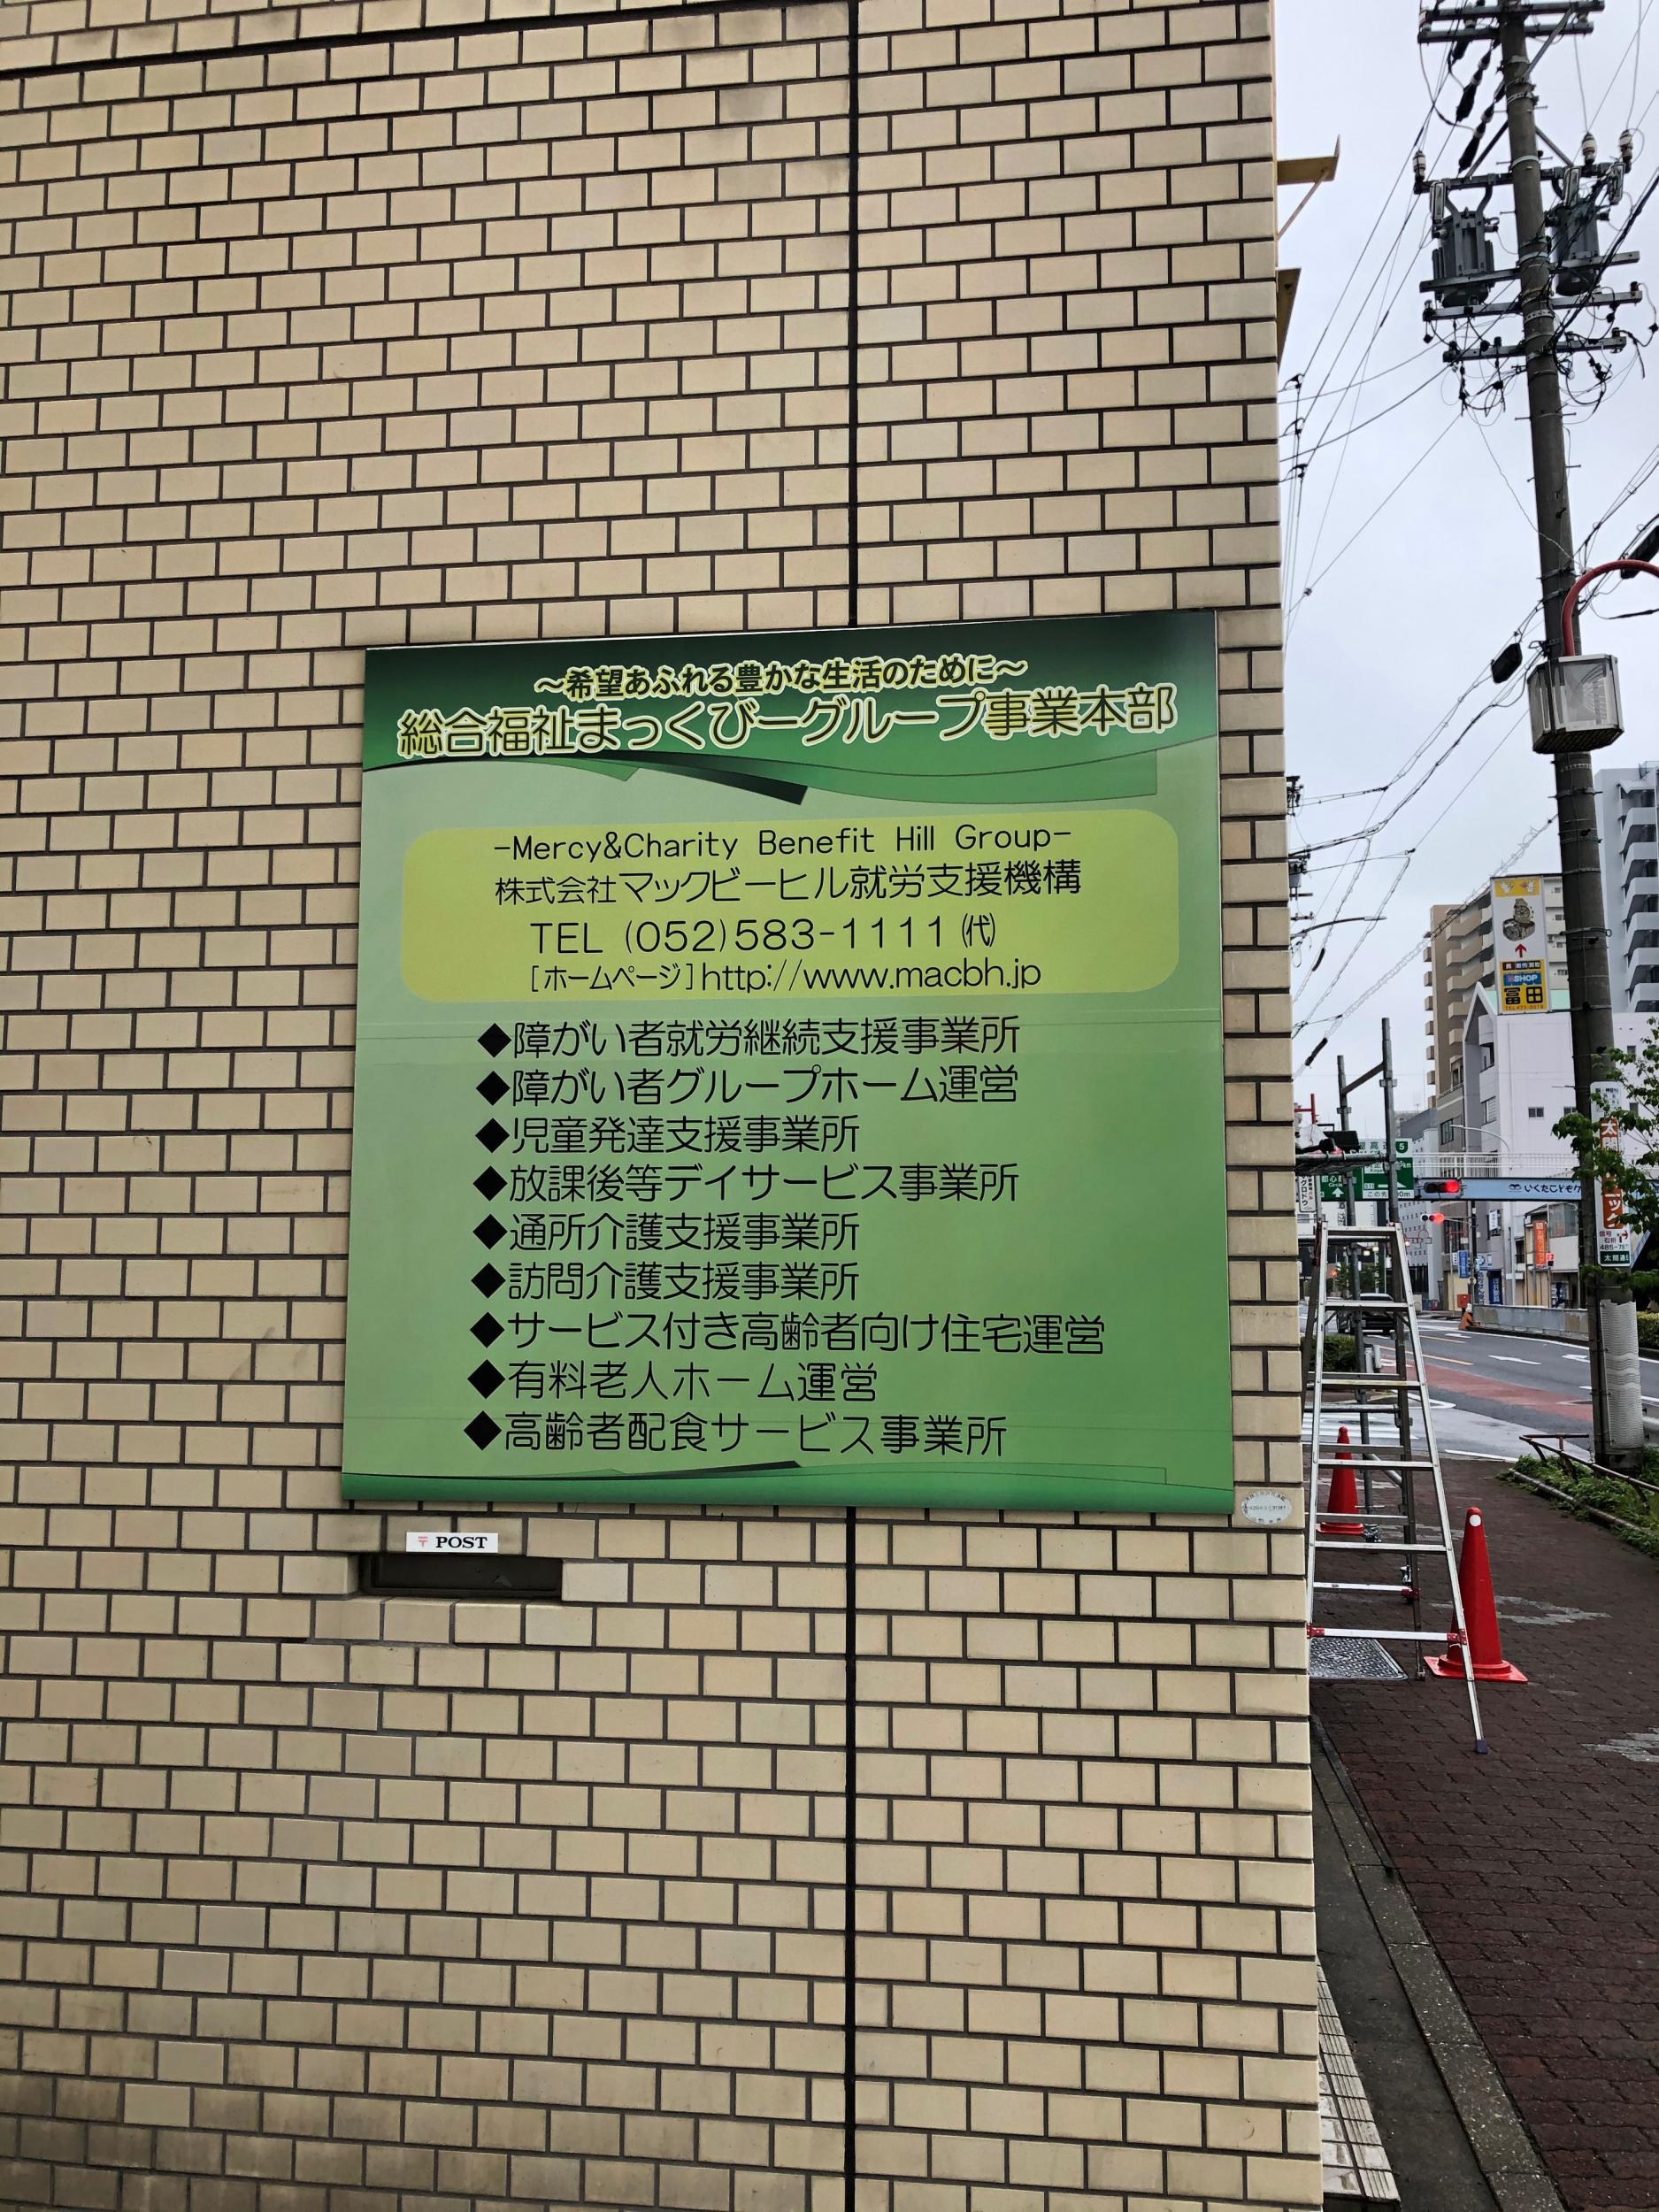 〜希望あふれる豊かな生活のために〜
総合福祉まっくびーグループ事業本部
-Mercy&Charity Benefit Hill Group-
株式会社マックビーヒル就労支援機構
TEL (052)583-1111㈹
[ホームページ]http://www.macbh.jp
◆障がい者就労継続支援事業所
◆障がい者グループホーム運営
◆児童発達支援事業所
◆放課後等デイサービス事業所
◆通所介護支援事業所
◆訪問介護支援事業所
◆サービス付き高齢者向け住宅運営
◆有料老人ホーム運営
◆高齢者配食サービス事業所
〒 POST
SHOP
冨田
いくたこどもク